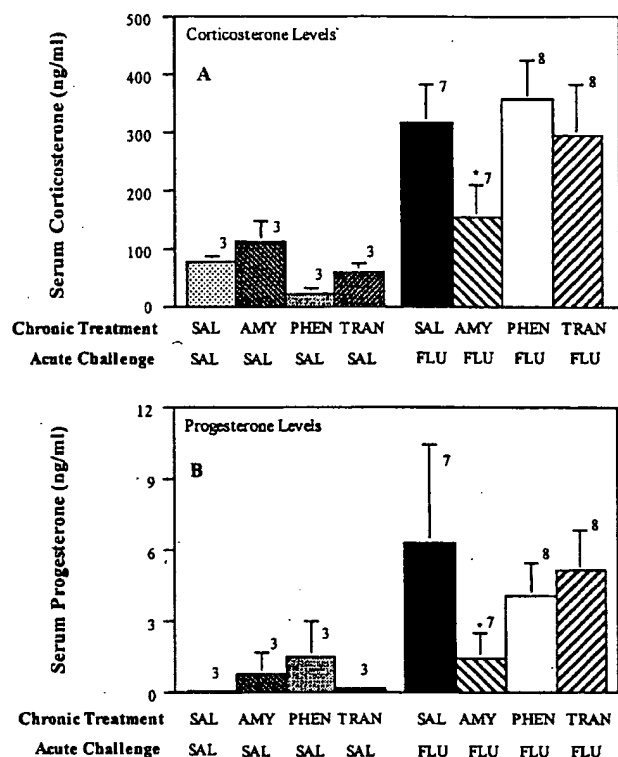 Corticosterone Levels
A
Serum Corticosterone (ng/ml)
500
400
300
200
100
0
3
3
3
3
7
*7
8
8
Chronic Treatment SAL AMY PHEN TRAN SAL AMY PHEN TRAN
Acute Challenge SAL SAL SAL SAL FLU FLU FLU FLU
Progesterone Levels
B
Serum Progesterone (ng/ml)
12
9
6
3
0
3
3
3
3
7
*7
8
8
Chronic Treatment SAL AMY PHEN TRAN SAL AMY PHEN TRAN
Acute Challenge SAL SAL SAL SAL FLU FLU FLU FLU